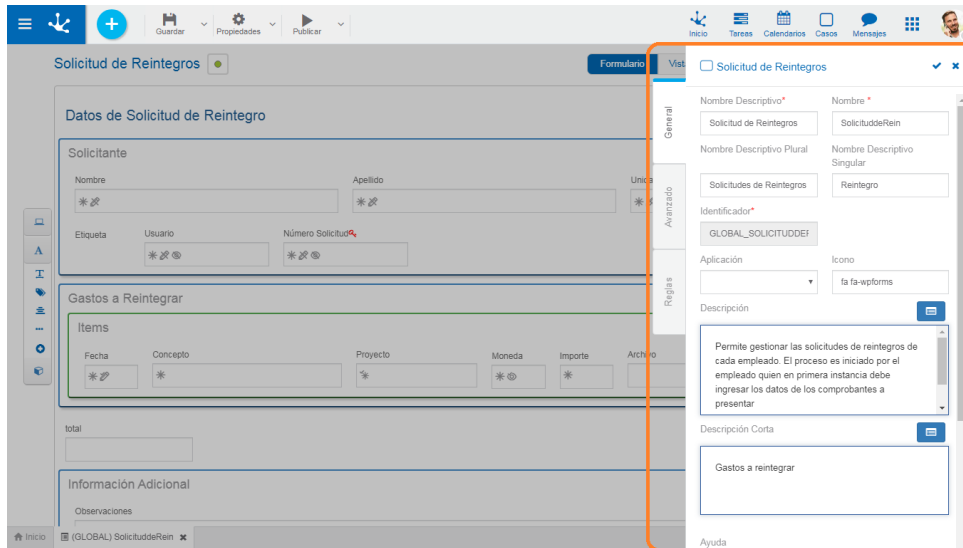 Guardar
Propiedades
Publicar
Inicio
Tareas
Calendarios
Casos
Mensajes
Solicitud de Reintegros
Formulario
Vist
Datos de Solicitud de Reintegro
Solicitante
Nombre
Apellido
Unida
Etiqueta
Usuario
Número Solicitud
Gastos a Reintegrar
Items
Fecha
Concepto
Proyecto
Moneda
Importe
Archivo
total
Información Adicional
Observaciones
Inicio
(GLOBAL) SolicituddeRein
General
Avanzado
Reglas
Solicitud de Reintegros
Nombre Descriptivo*
Nombre *
Solicitud de Reintegros
SolicituddeRein
Nombre Descriptivo Plural
Nombre Descriptivo
Singular
Solicitudes de Reintegros
Reintegro
Identificador*
GLOBAL_SOLICITUDDEF
Aplicación
Icono
fa fa-wpforms
Descripción
Permite gestionar las solicitudes de reintegros de
cada empleado. El proceso es iniciado por el
empleado quien en primera instancia debe
ingresar los datos de los comprobantes a
presentar
Descripción Corta
Gastos a reintegrar
Ayuda